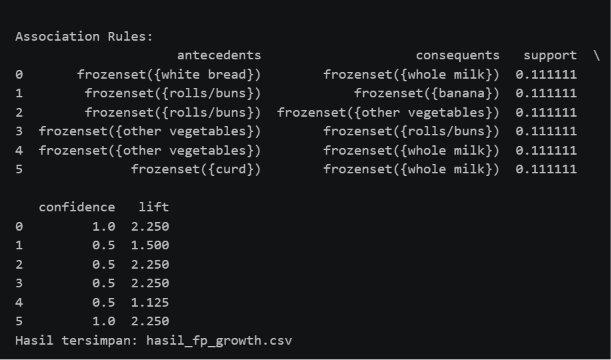 Association Rules:
antecedents consequents support \
0 frozenset({white bread}) frozenset({whole milk}) 0.111111
1 frozenset({rolls/buns}) frozenset({banana}) 0.111111
2 frozenset({rolls/buns}) frozenset({other vegetables}) 0.111111
3 frozenset({other vegetables}) frozenset({rolls/buns}) 0.111111
4 frozenset({other vegetables}) frozenset({whole milk}) 0.111111
5 frozenset({curd}) frozenset({whole milk}) 0.111111
confidence lift
0 1.0 2.250
1 0.5 1.500
2 0.5 2.250
3 0.5 2.250
4 0.5 1.125
5 1.0 2.250
Hasil tersimpan: hasil_fp_growth.csv